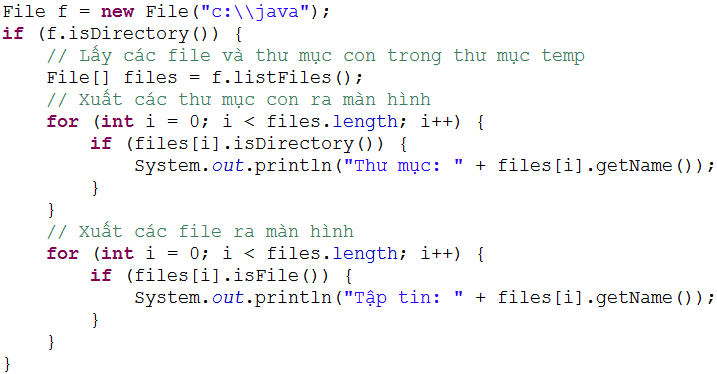 File f = new File("c:\\java");
if (f.isDirectory()) {
    // Lấy các file và thư mục con trong thư mục temp
    File[] files = f.listFiles();
    // Xuất các thư mục con ra màn hình
    for (int i = 0; i < files.length; i++) {
        if (files[i].isDirectory()) {
            System.out.println("Thư mục: " + files[i].getName());
        }
    }
    // Xuất các file ra màn hình
    for (int i = 0; i < files.length; i++) {
        if (files[i].isFile()) {
            System.out.println("Tập tin: " + files[i].getName());
        }
    }
}